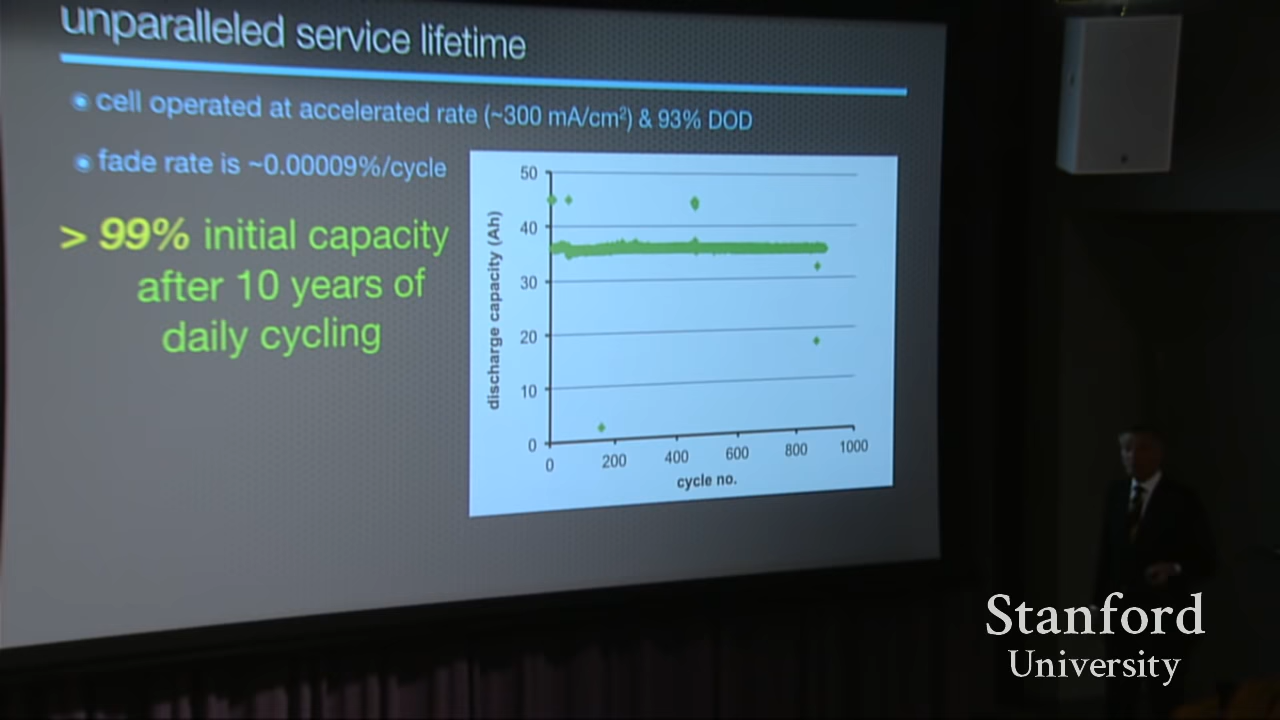 unparalleled service lifetime
cell operated at accelerated rate (~300 mA/cm²) & 93% DOD
fade rate is ~0.00009%/cycle
> 99% initial capacity
after 10 years of
daily cycling
discharge capacity (Ah)
50
40
30
20
10
0
0
200
400
600
800
1000
cycle no.
Stanford
University